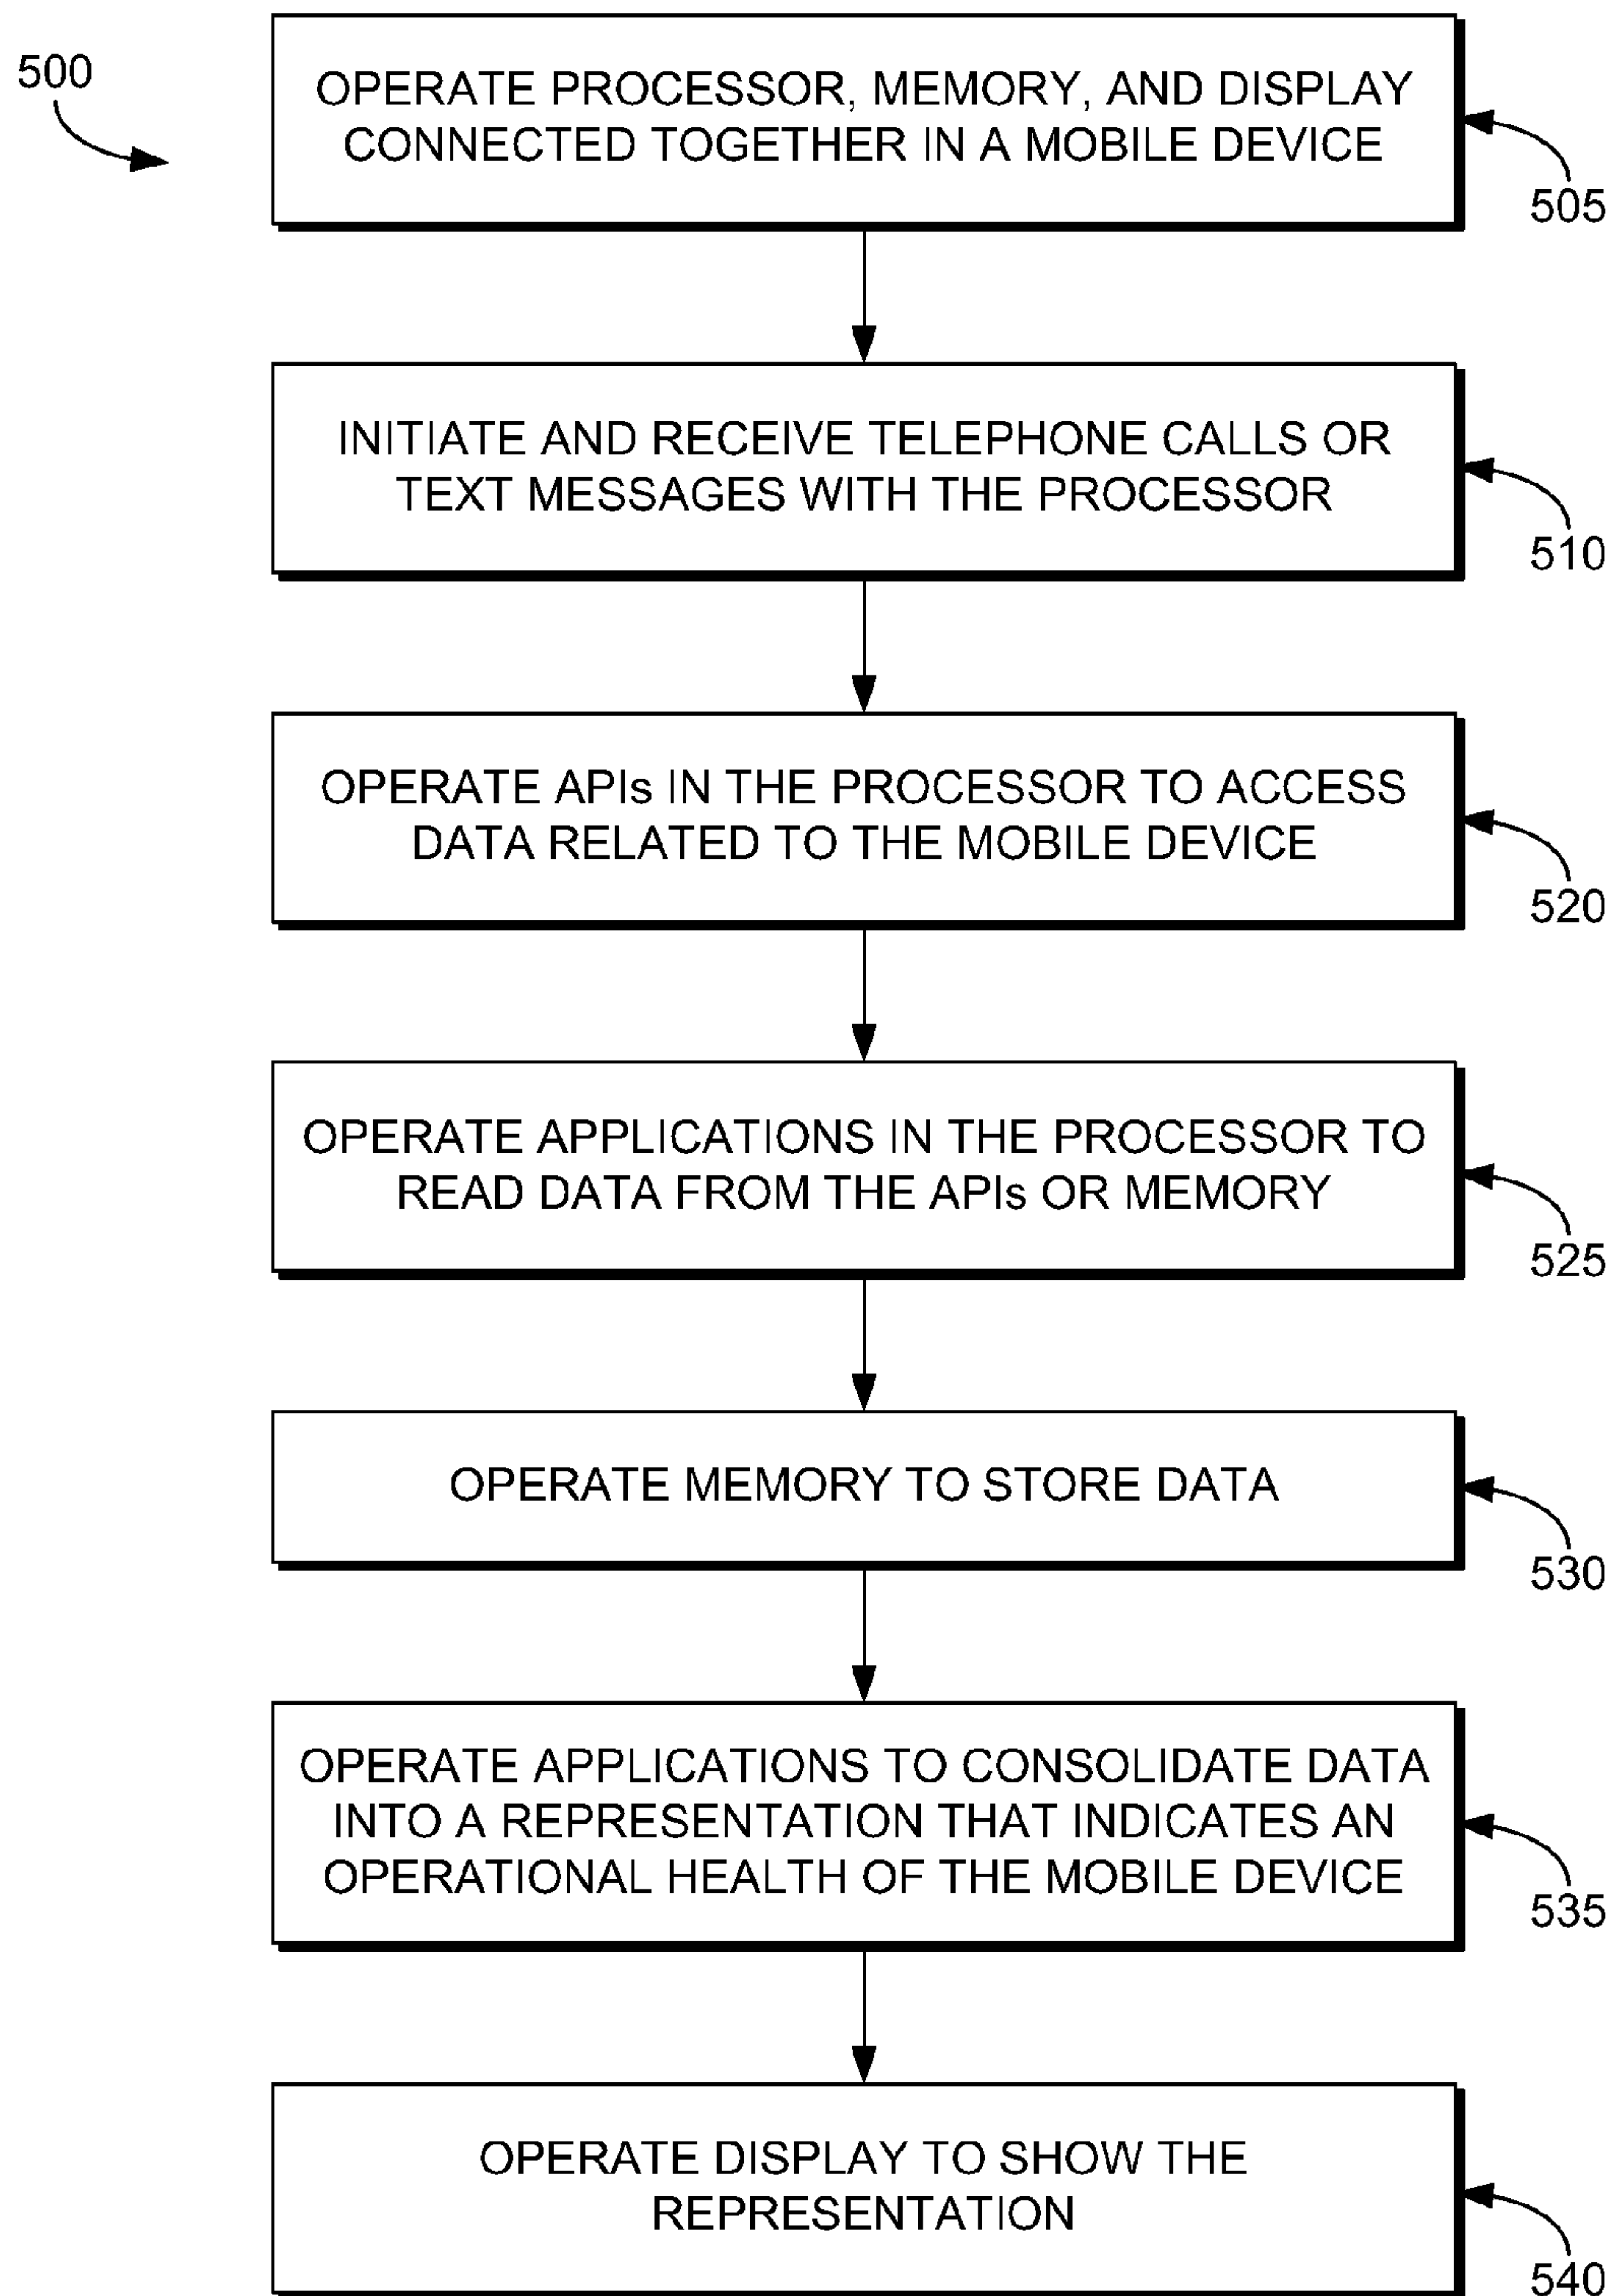 500
OPERATE PROCESSOR, MEMORY, AND DISPLAY
CONNECTED TOGETHER IN A MOBILE DEVICE
505
INITIATE AND RECEIVE TELEPHONE CALLS OR
TEXT MESSAGES WITH THE PROCESSOR
510
OPERATE APIs IN THE PROCESSOR TO ACCESS
DATA RELATED TO THE MOBILE DEVICE
520
OPERATE APPLICATIONS IN THE PROCESSOR TO
READ DATA FROM THE APIs OR MEMORY
525
OPERATE MEMORY TO STORE DATA
530
OPERATE APPLICATIONS TO CONSOLIDATE DATA
INTO A REPRESENTATION THAT INDICATES AN
OPERATIONAL HEALTH OF THE MOBILE DEVICE
535
OPERATE DISPLAY TO SHOW THE
REPRESENTATION
540